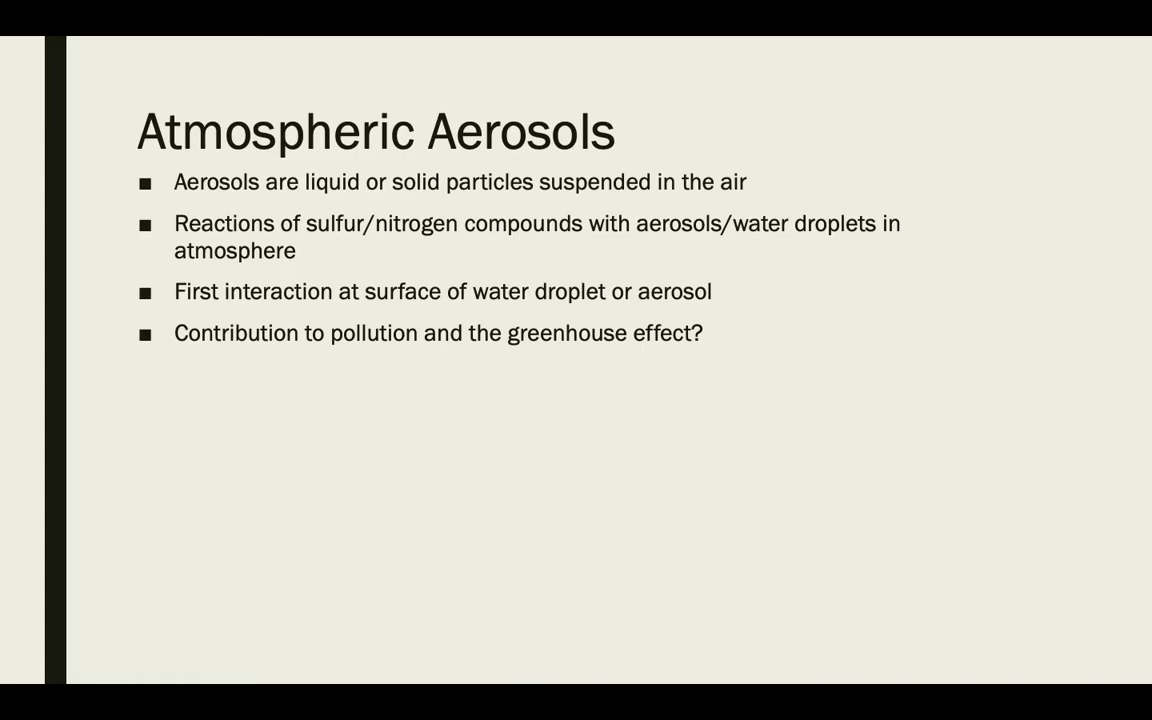 Atmospheric Aerosols
■ Aerosols are liquid or solid particles suspended in the air
■ Reactions of sulfur/nitrogen compounds with aerosols/water droplets in
atmosphere
■ First interaction at surface of water droplet or aerosol
■ Contribution to pollution and the greenhouse effect?